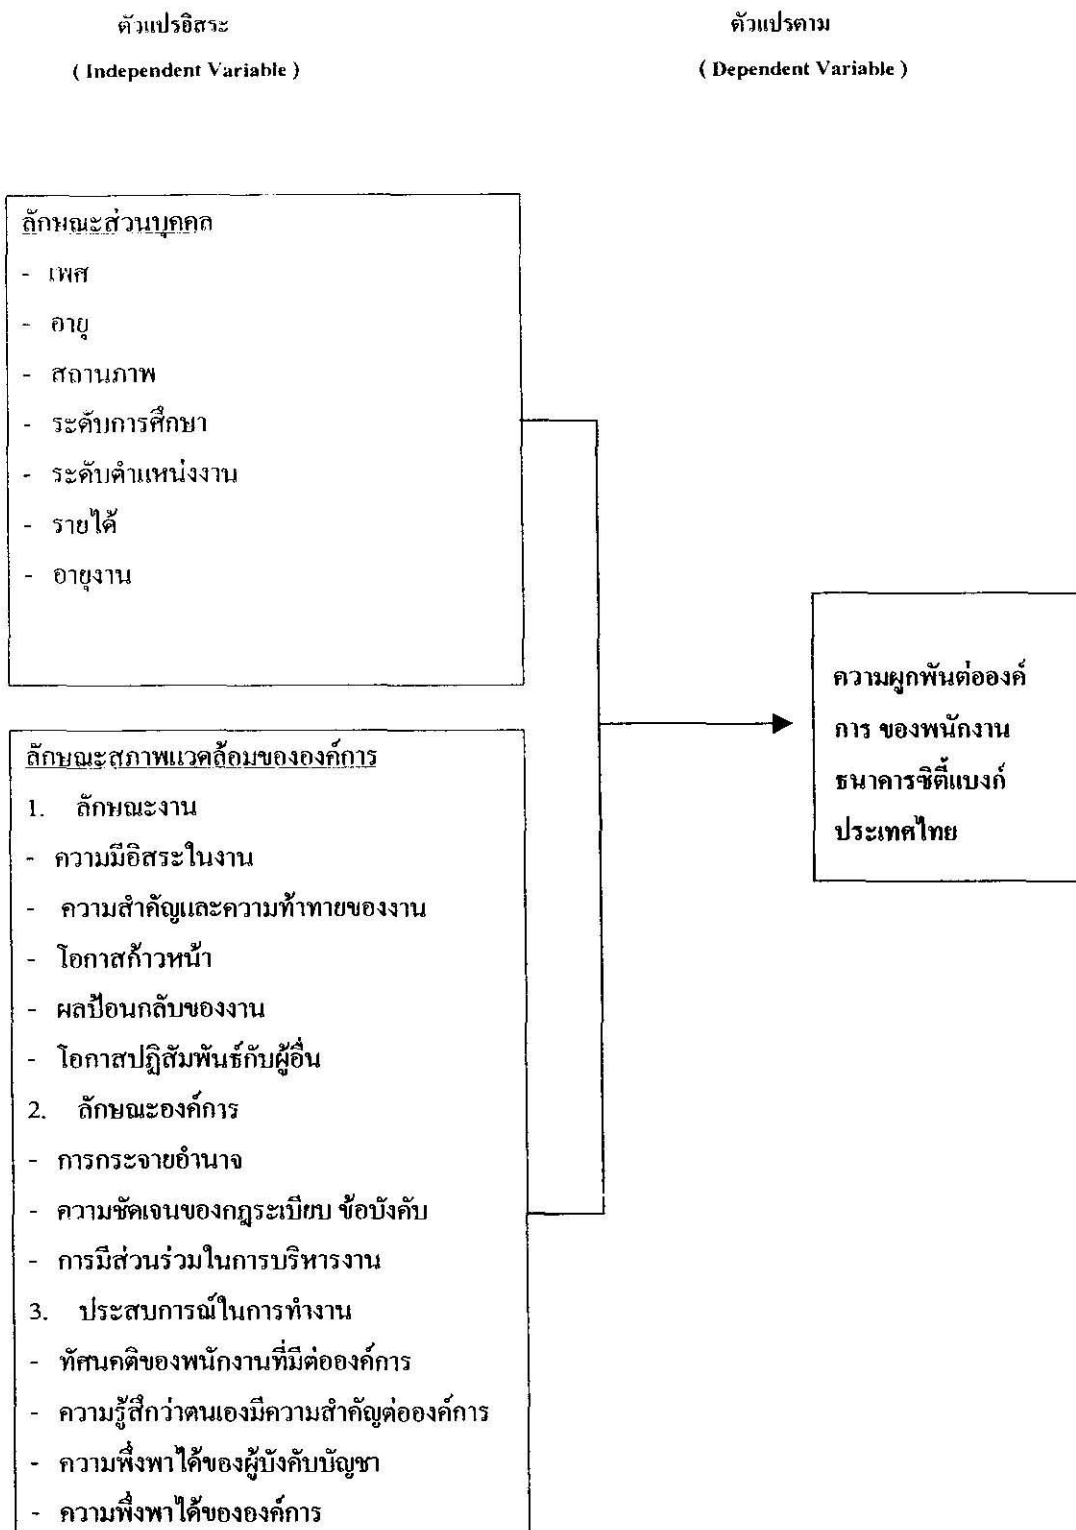 ตัวแปรอิสระ
( Independent Variable )
ตัวแปรตาม
( Dependent Variable )
ลักษณะส่วนบุคคล
- เพศ
- อายุ
- สถานภาพ
- ระดับการศึกษา
- ระดับตำแหน่งงาน
- รายได้
- อายุงาน
ลักษณะสภาพแวดล้อมขององค์การ
1. ลักษณะงาน
- ความมีอิสระในงาน
- ความสำคัญและความท้าทายของงาน
- โอกาสก้าวหน้า
- ผลป้อนกลับของงาน
- โอกาสปฏิสัมพันธ์กับผู้อื่น
2. ลักษณะองค์การ
- การกระจายอำนาจ
- ความชัดเจนของกฎระเบียบ ข้อบังคับ
- การมีส่วนร่วมในการบริหารงาน
3. ประสบการณ์ในการทำงาน
- ทัศนคติของพนักงานที่มีต่อองค์การ
- ความรู้สึกว่าตนเองมีความสำคัญต่อองค์การ
- ความพึ่งพาได้ของผู้บังคับบัญชา
- ความพึ่งพาได้ขององค์การ
ความผูกพันต่อองค์
การ ของพนักงาน
ธนาคารซิตี้แบงก์
ประเทศไทย